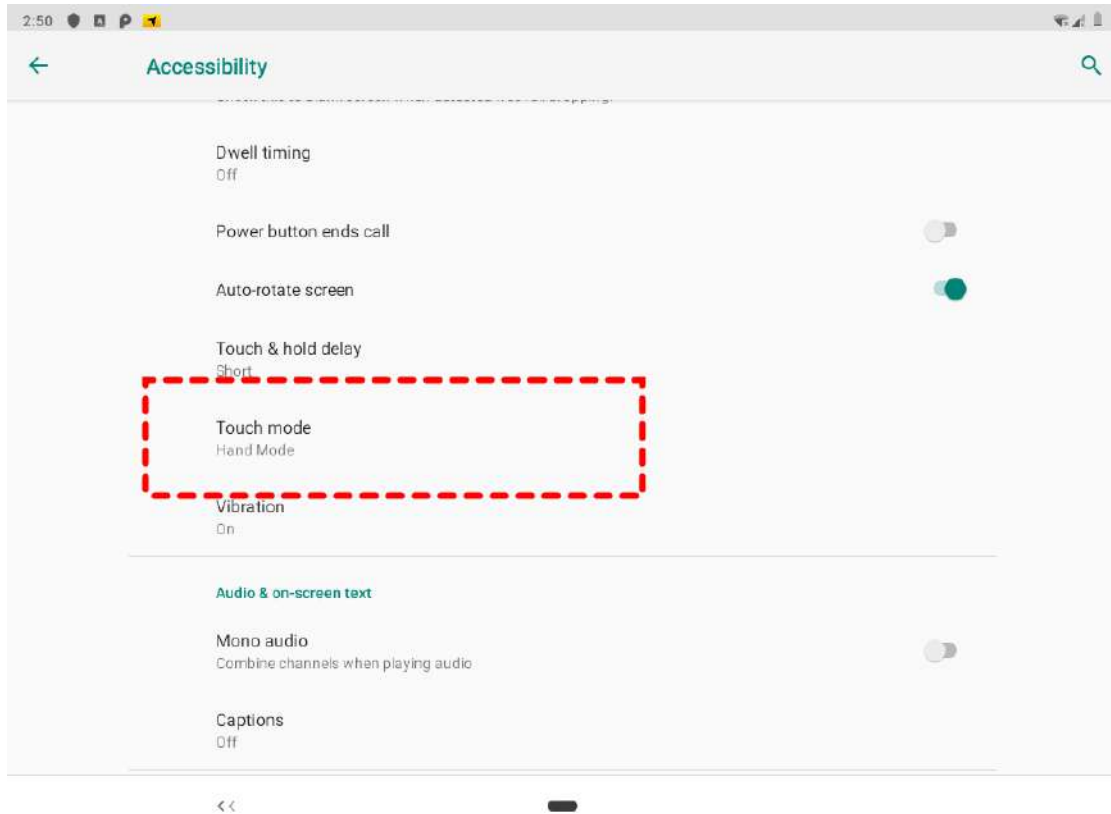 2:50
Accessibility
Dwell timing
Off
Power button ends call
Auto-rotate screen
Touch & hold delay
Short
Touch mode
Hand Mode
Vibration
On
Audio & on-screen text
Mono audio
Combine channels when playing audio
Captions
Off